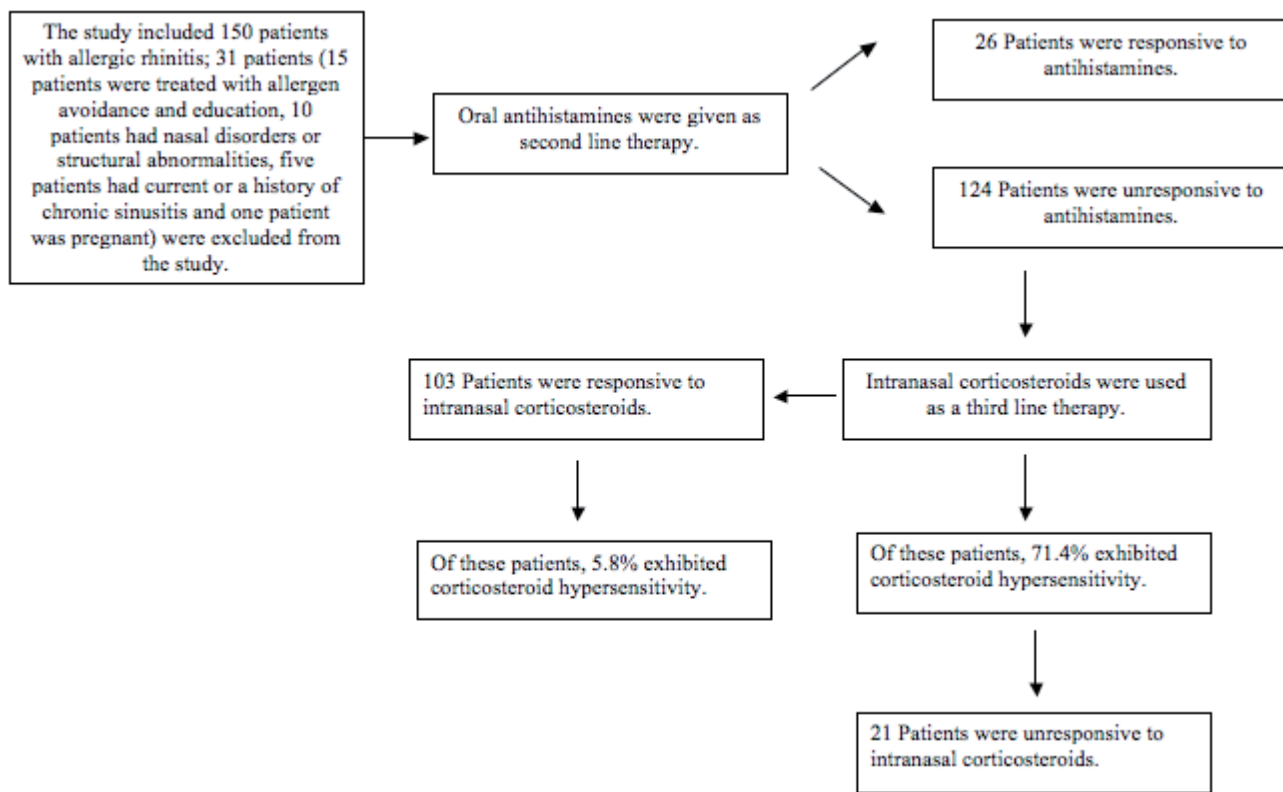 The study included 150 patients
with allergic rhinitis; 31 patients (15
patients were treated with allergen
avoidance and education, 10
patients had nasal disorders or
structural abnormalities, five
patients had current or a history of
chronic sinusitis and one patient
was pregnant) were excluded from
the study.
Oral antihistamines were given as
second line therapy.
26 Patients were responsive to
antihistamines.
124 Patients were unresponsive to
antihistamines.
Intranasal corticosteroids were used
as a third line therapy.
103 Patients were responsive to
intranasal corticosteroids.
Of these patients, 5.8% exhibited
corticosteroid hypersensitivity.
Of these patients, 71.4% exhibited
corticosteroid hypersensitivity.
21 Patients were unresponsive to
intranasal corticosteroids.